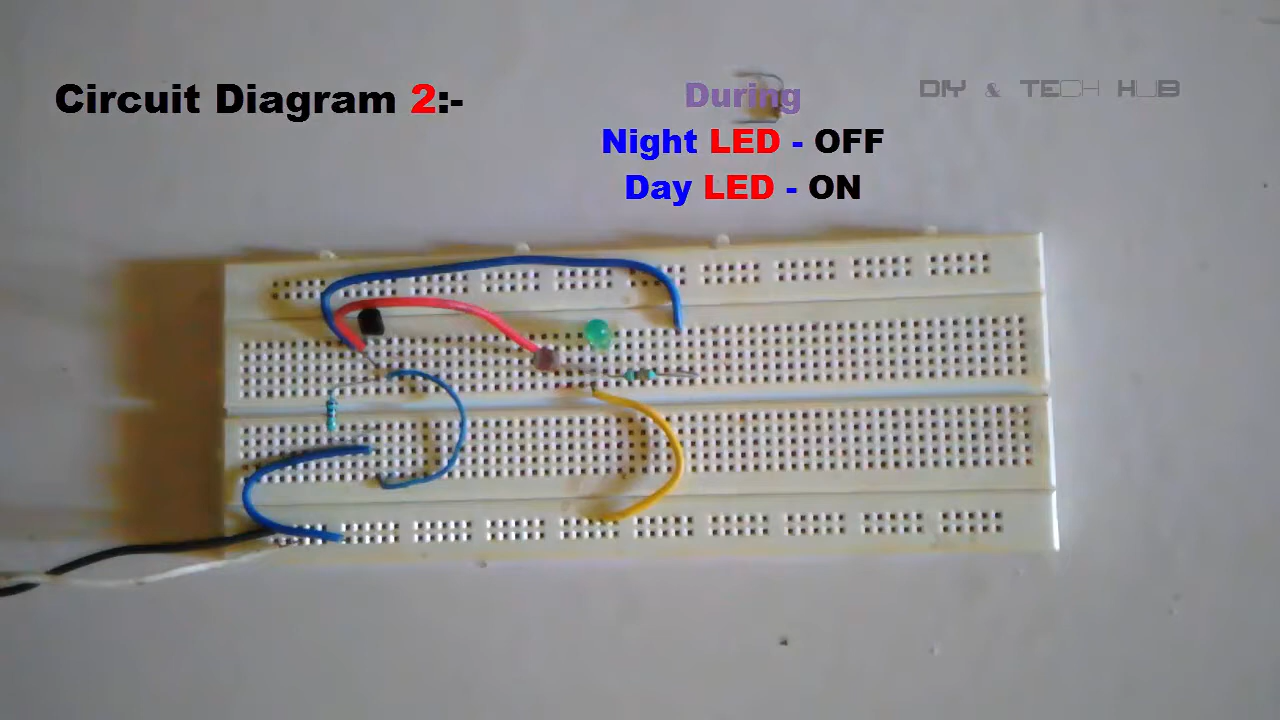 Circuit Diagram 2:-
During
Night LED - OFF
Day LED - ON
DIY & TECH HUB